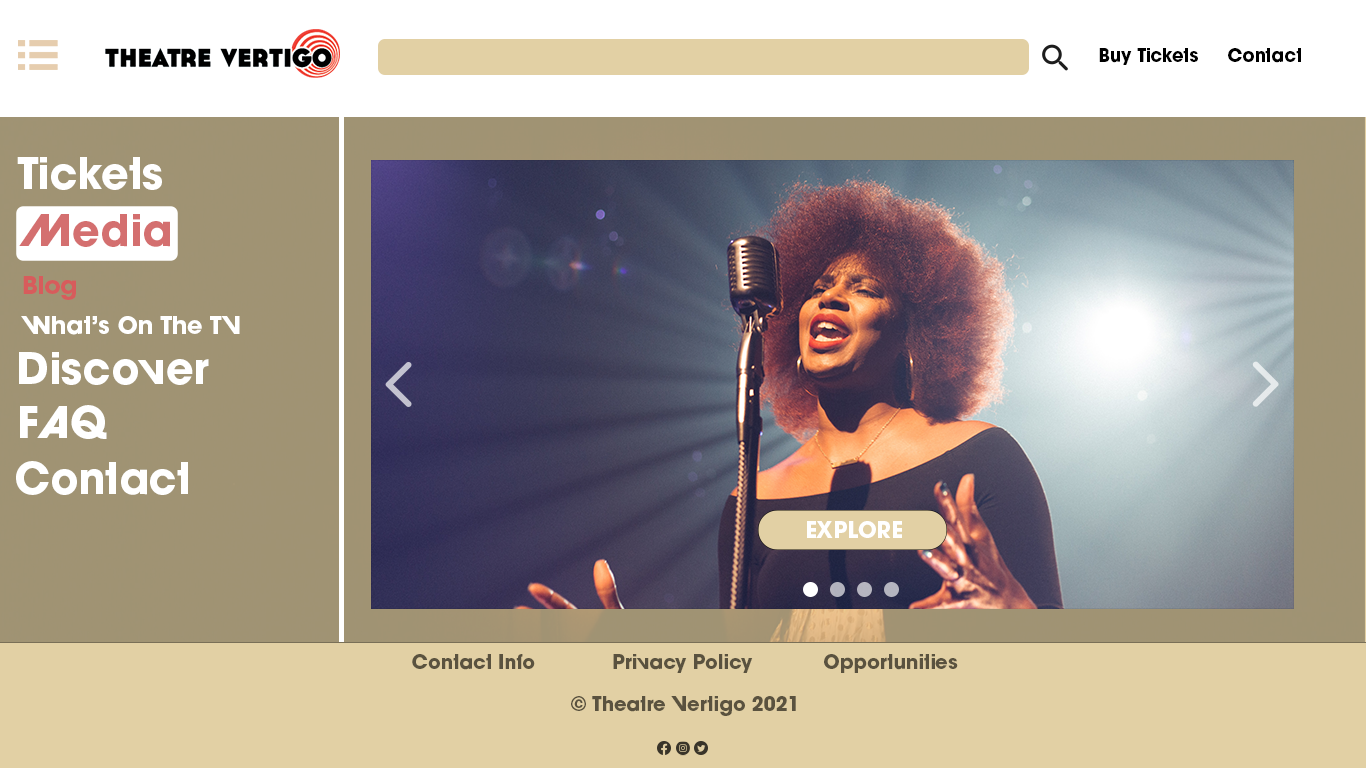 THEATRE VERTIGO
Buy Tickets
Contact
Tickets
Media
Blog
What's On The TV
Discover
FAQ
Contact
EXPLORE
Contact Info
Privacy Policy
Opportunities
© Theatre Vertigo 2021